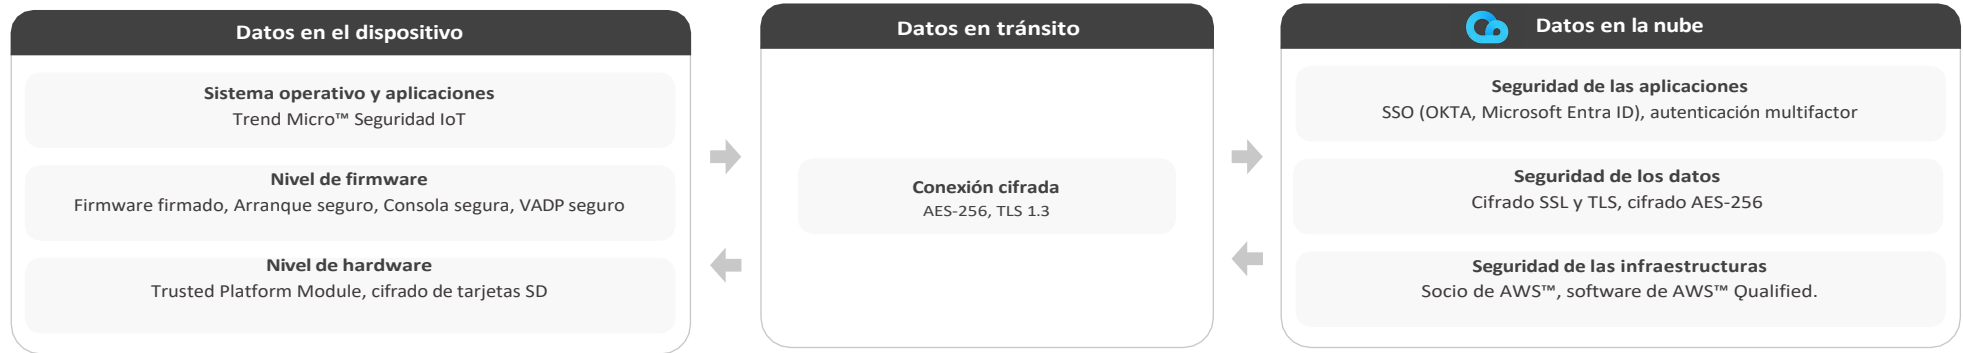 Datos en el dispositivo
Sistema operativo y aplicaciones
Trend Micro™ Seguridad IoT
Nivel de firmware
Firmware firmado, Arranque seguro, Consola segura, VADP seguro
Nivel de hardware
Trusted Platform Module, cifrado de tarjetas SD
Datos en tránsito
Conexión cifrada
AES-256, TLS 1.3
Datos en la nube
Seguridad de las aplicaciones
SSO (OKTA, Microsoft Entra ID), autenticación multifactor
Seguridad de los datos
Cifrado SSL y TLS, cifrado AES-256
Seguridad de las infraestructuras
Socio de AWS™, software de AWS™ Qualified.